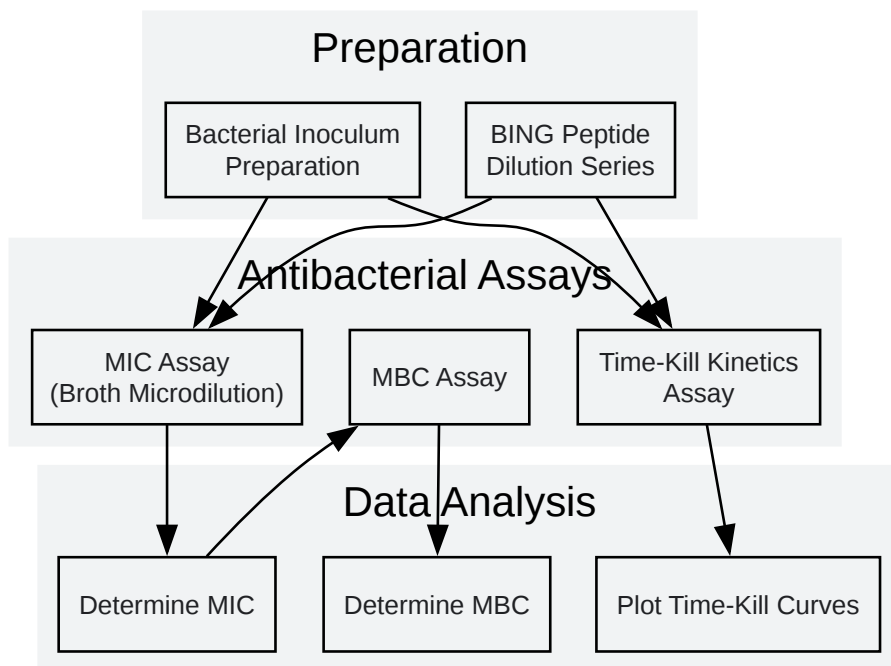 Preparation
Bacterial Inoculum
Preparation
BING Peptide
Dilution Series
Antibacterial Assays
MIC Assay
(Broth Microdilution)
MBC Assay
Time-Kill Kinetics
Assay
Data Analysis
Determine MIC
Determine MBC
Plot Time-Kill Curves